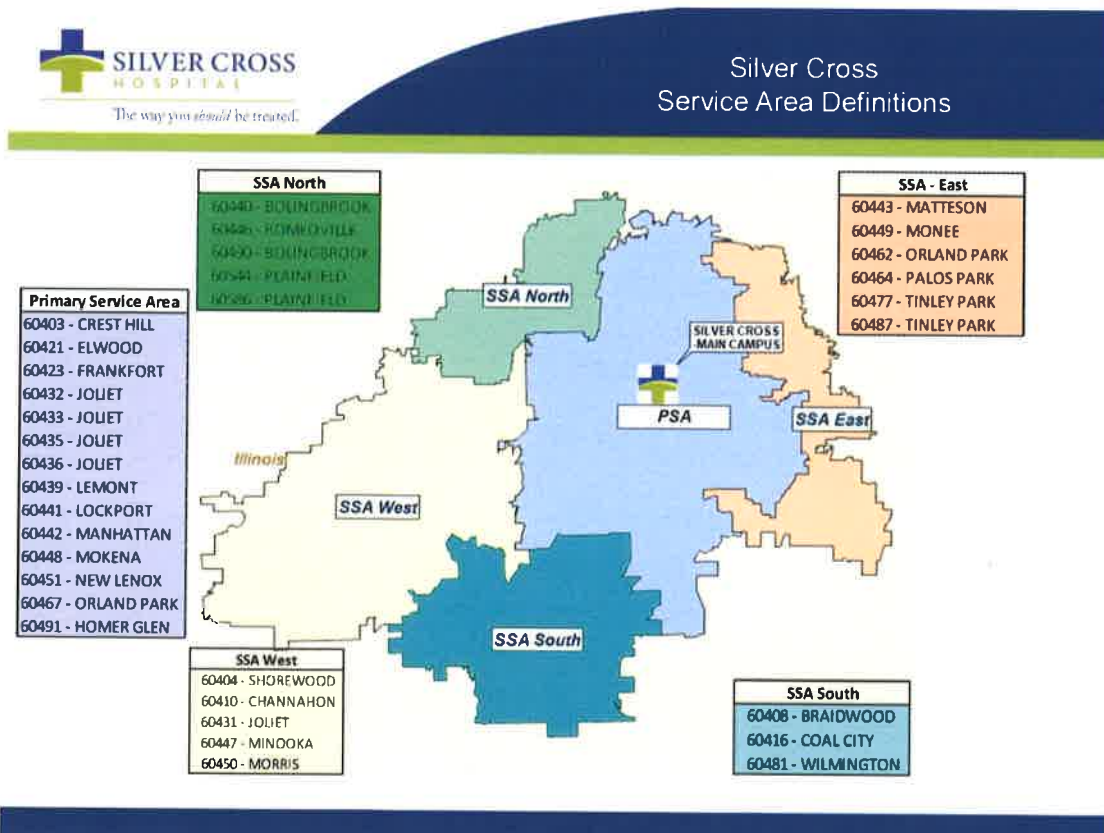 SILVER CROSS
HOSPITAL
The way you should be treated.
Silver Cross
Service Area Definitions
SSA North
60440 - BOLINGBROOK
60446 - ROMEOVILLE
60490 - BOLINGBROOK
60544 - PLAINFIELD
60586 - PLAINFIELD
SSA - East
60443 - MATTESON
60449 - MONEE
60462 - ORLAND PARK
60464 - PALOS PARK
60477 - TINLEY PARK
60487 - TINLEY PARK
Primary Service Area
60403 - CREST HILL
60421 - ELWOOD
60423 - FRANKFORT
60432 - JOLIET
60433 - JOLIET
60435 - JOLIET
60436 - JOLIET
60439 - LEMONT
60441 - LOCKPORT
60442 - MANHATTAN
60448 - MOKENA
60451 - NEW LENOX
60467 - ORLAND PARK
60491 - HOMER GLEN
SSA North
SILVER CROSS
MAIN CAMPUS
PSA
SSA East
Illinois
SSA West
SSA South
SSA West
60404 - SHOREWOOD
60410 - CHANNAHON
60431 - JOLIET
60447 - MINOOKA
60450 - MORRIS
SSA South
60408 - BRAIDWOOD
60416 - COAL CITY
60481 - WILMINGTON